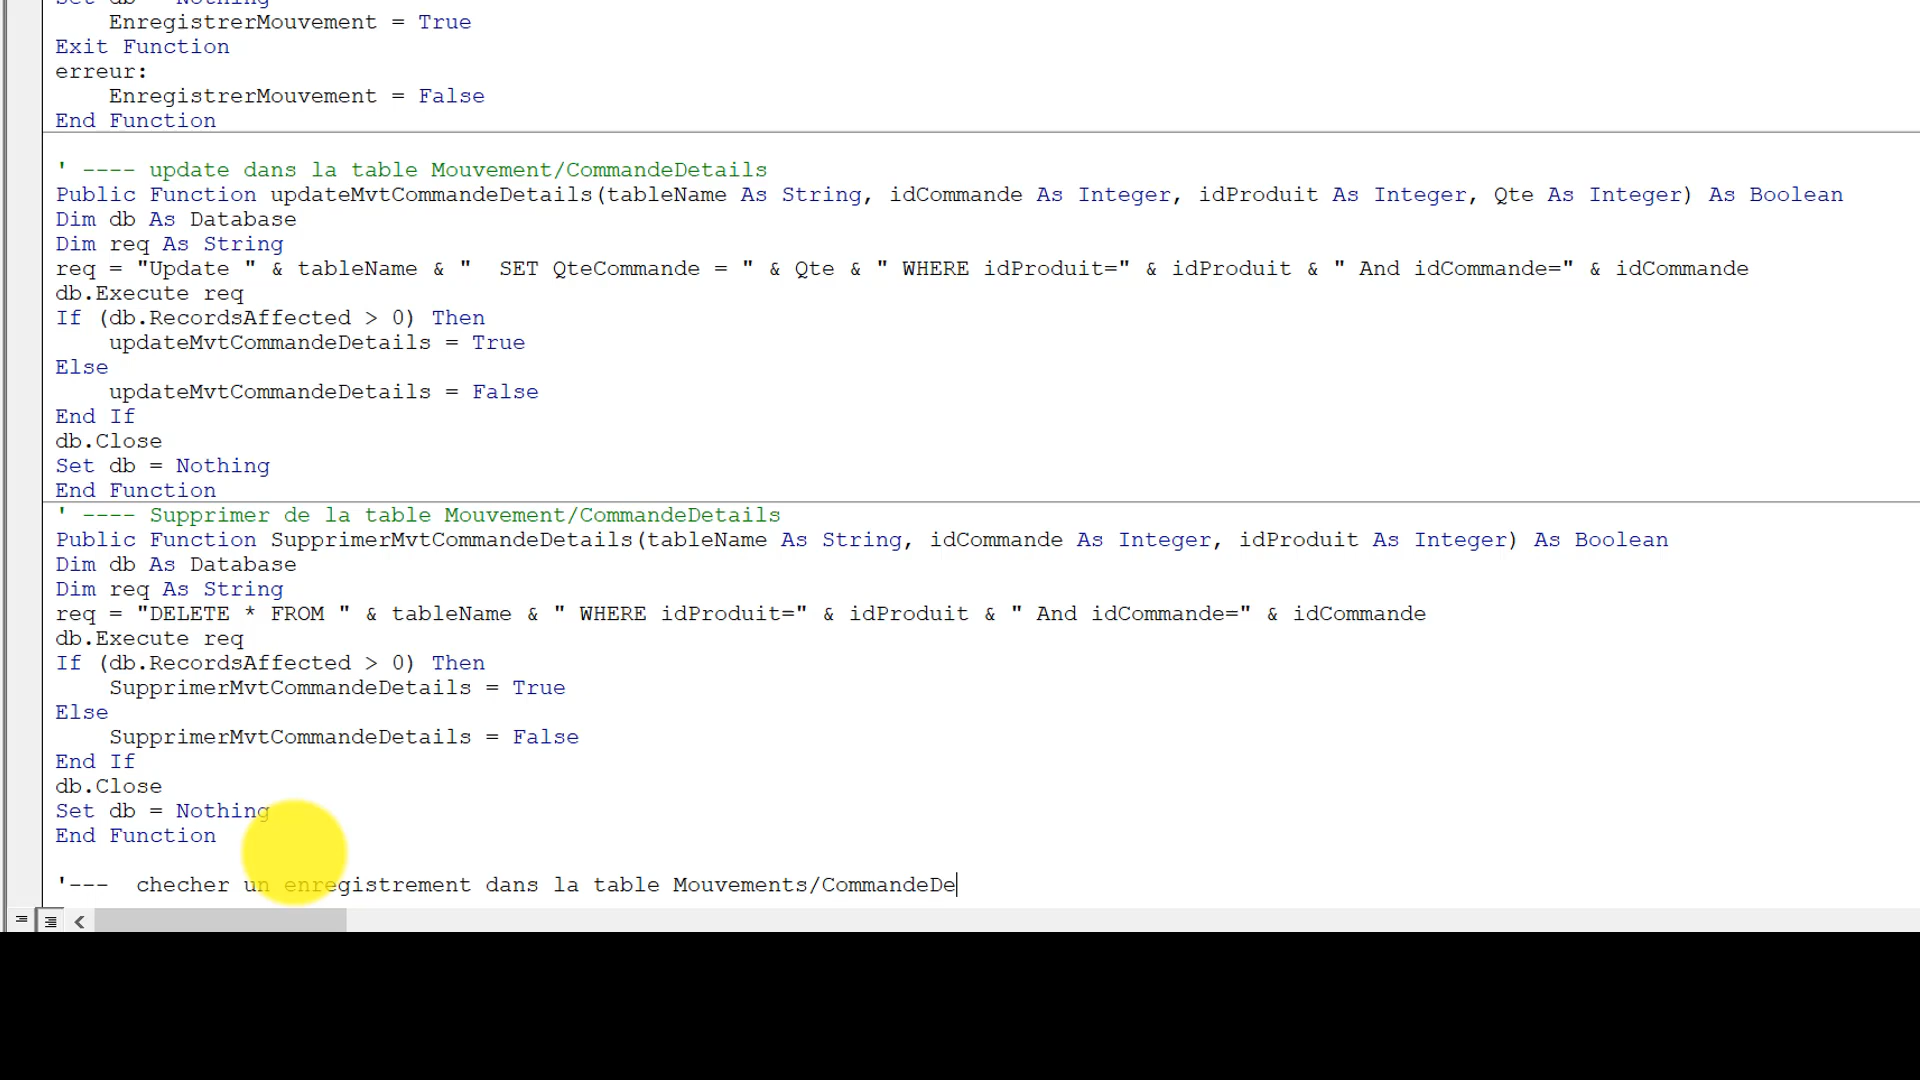 Set db = Nothing
    EnregistrerMouvement = True
Exit Function
erreur:
    EnregistrerMouvement = False
End Function

' ---- update dans la table Mouvement/CommandeDetails
Public Function updateMvtCommandeDetails(tableName As String, idCommande As Integer, idProduit As Integer, Qte As Integer) As Boolean
Dim db As Database
Dim req As String
req = "Update " & tableName & "  SET QteCommande = " & Qte & " WHERE idProduit=" & idProduit & " And idCommande=" & idCommande
db.Execute req
If (db.RecordsAffected > 0) Then
    updateMvtCommandeDetails = True
Else
    updateMvtCommandeDetails = False
End If
db.Close
Set db = Nothing
End Function
' ---- Supprimer de la table Mouvement/CommandeDetails
Public Function SupprimerMvtCommandeDetails(tableName As String, idCommande As Integer, idProduit As Integer) As Boolean
Dim db As Database
Dim req As String
req = "DELETE * FROM " & tableName & " WHERE idProduit=" & idProduit & " And idCommande=" & idCommande
db.Execute req
If (db.RecordsAffected > 0) Then
    SupprimerMvtCommandeDetails = True
Else
    SupprimerMvtCommandeDetails = False
End If
db.Close
Set db = Nothing
End Function

'---  checher un enregistrement dans la table Mouvements/CommandeDe